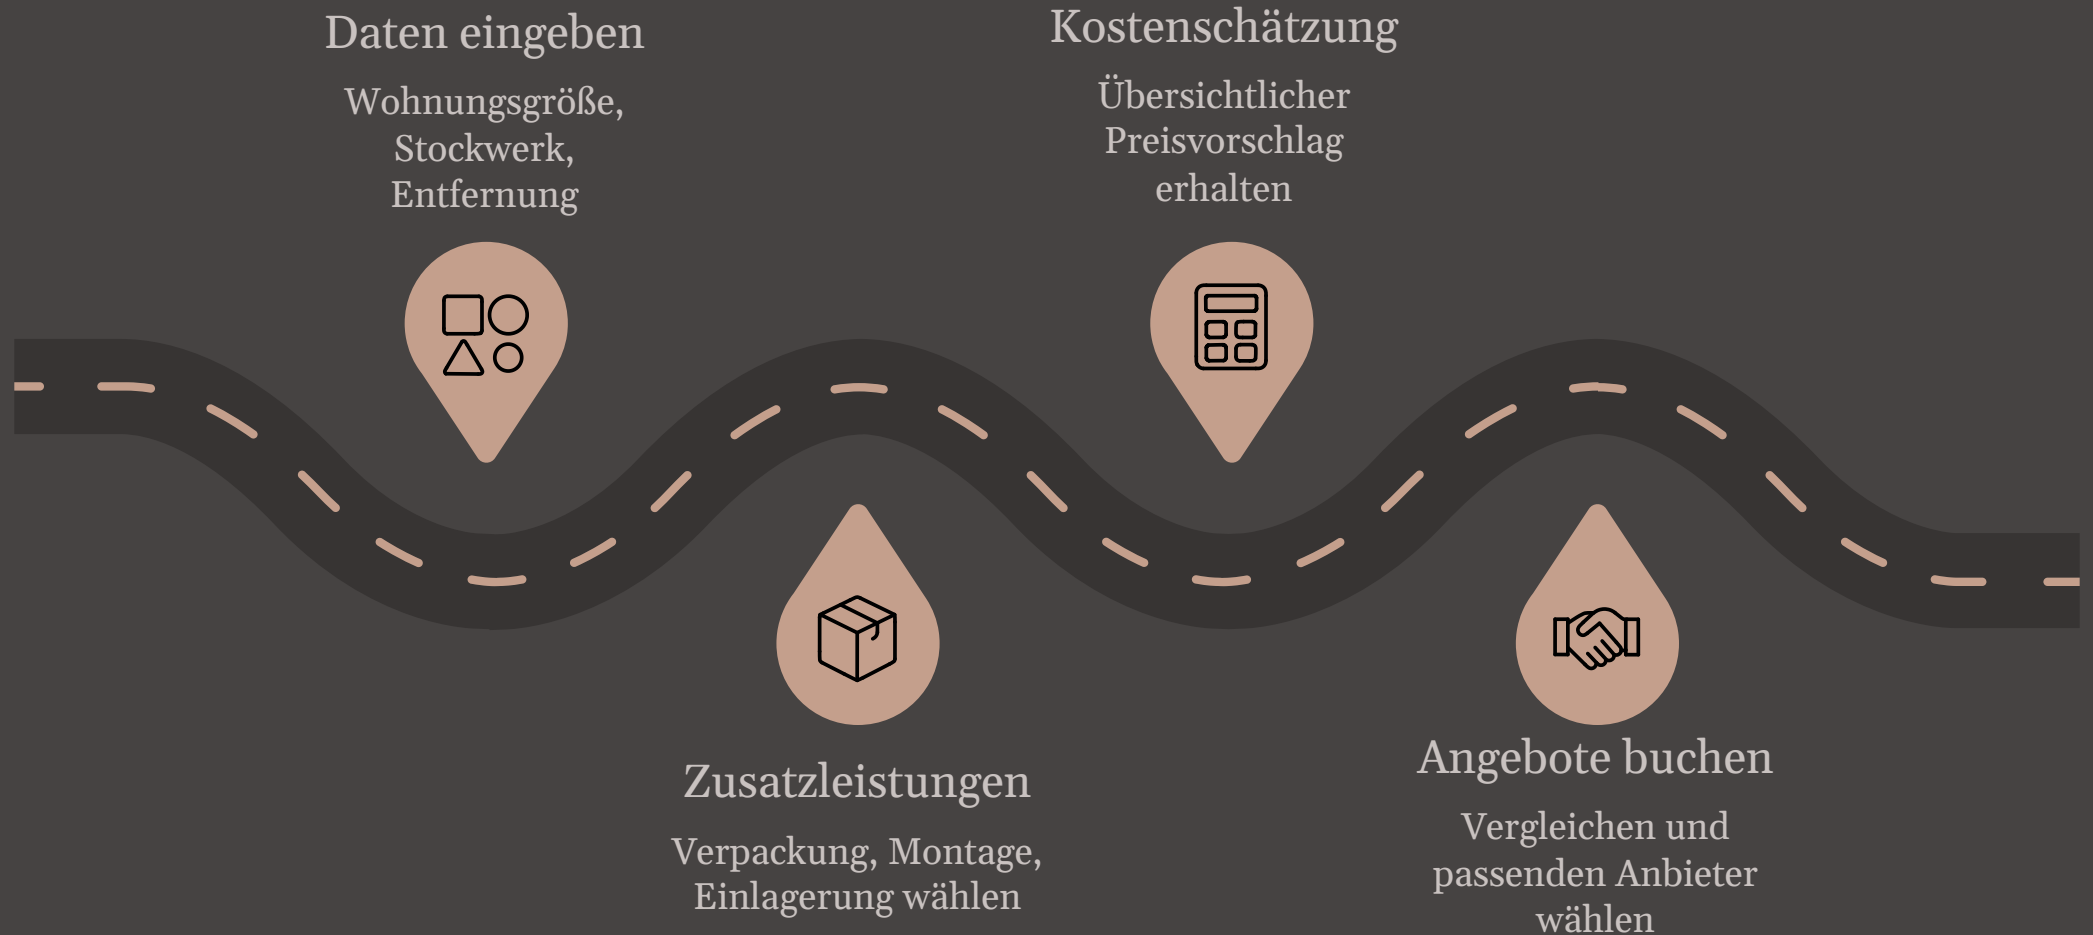 Daten eingeben
Wohnungsgröße,
Stockwerk,
Entfernung
Zusatzleistungen
Verpackung, Montage,
Einlagerung wählen
Kostenschätzung
Übersichtlicher
Preisvorschlag
erhalten
Angebote buchen
Vergleichen und
passenden Anbieter
wählen